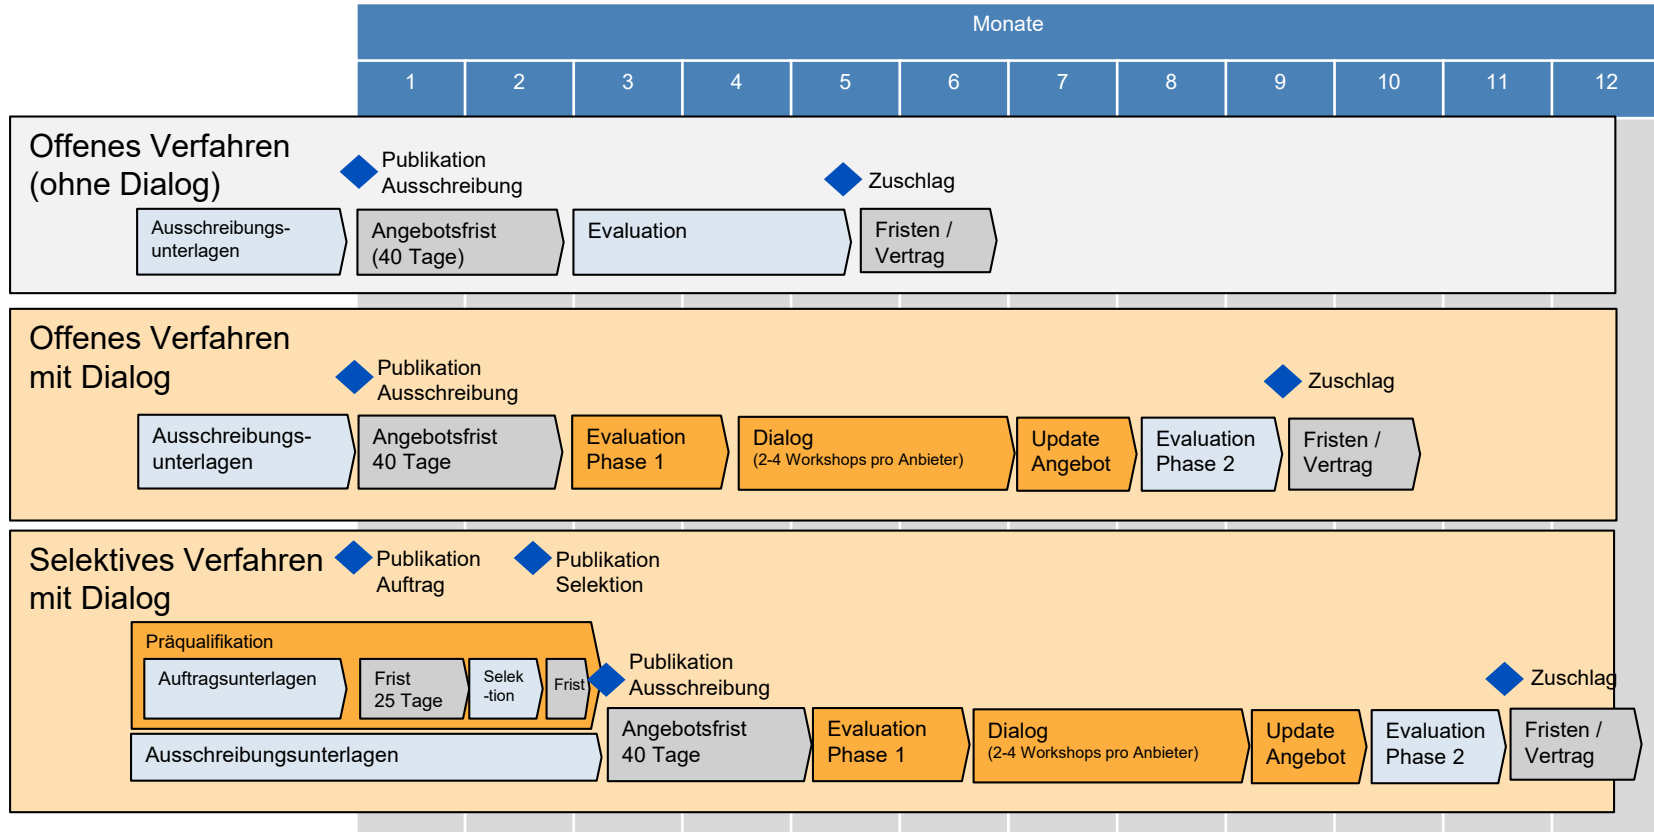 Monate
1 2 3 4 5 6 7 8 9 10 11 12
Offenes Verfahren
(ohne Dialog)
Publikation
Ausschreibung
Zuschlag
Ausschreibungs-
unterlagen
Angebotsfrist
(40 Tage)
Evaluation
Fristen /
Vertrag
Offenes Verfahren
mit Dialog
Publikation
Ausschreibung
Zuschlag
Ausschreibungs-
unterlagen
Angebotsfrist
40 Tage
Evaluation
Phase 1
Dialog
(2-4 Workshops pro Anbieter)
Update
Angebot
Evaluation
Phase 2
Fristen /
Vertrag
Selektives Verfahren
mit Dialog
Publikation
Auftrag
Publikation
Selektion
Präqualifikation
Auftragsunterlagen
Frist
25 Tage
Selek
-tion
Frist
Publikation
Ausschreibung
Zuschlag
Ausschreibungsunterlagen
Angebotsfrist
40 Tage
Evaluation
Phase 1
Dialog
(2-4 Workshops pro Anbieter)
Update
Angebot
Evaluation
Phase 2
Fristen /
Vertrag